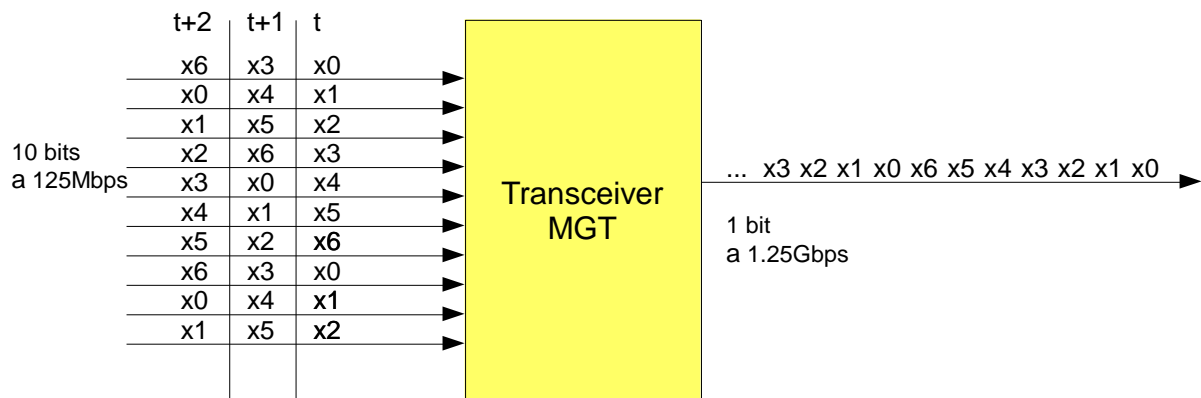 t+2 t+1 t
x6 x3 x0
x0 x4 x1
x1 x5 x2
x2 x6 x3
x3 x0 x4
x4 x1 x5
x5 x2 x6
x6 x3 x0
x0 x4 x1
x1 x5 x2
10 bits
a 125Mbps
Transceiver
MGT
... x3 x2 x1 x0 x6 x5 x4 x3 x2 x1 x0
1 bit
a 1.25Gbps